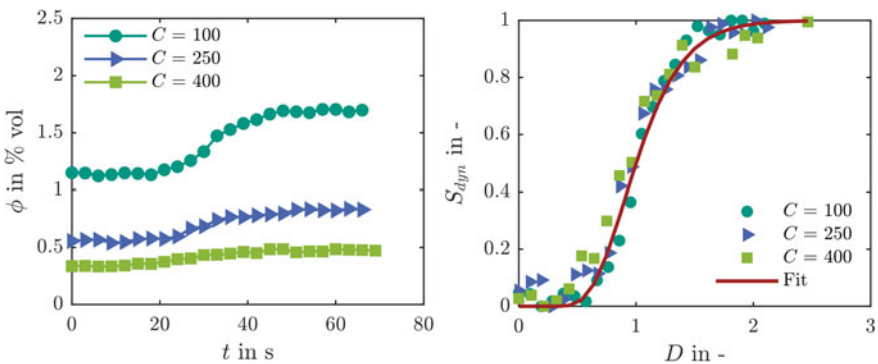 2.5
2
1.5
1
0.5
0
ϕ in % vol
C = 100
C = 250
C = 400
0 20 40 60 80
t in s
1
0.8
0.6
0.4
0.2
0
S_dyn in -
C = 100
C = 250
C = 400
Fit
0 1 2 3
D in -